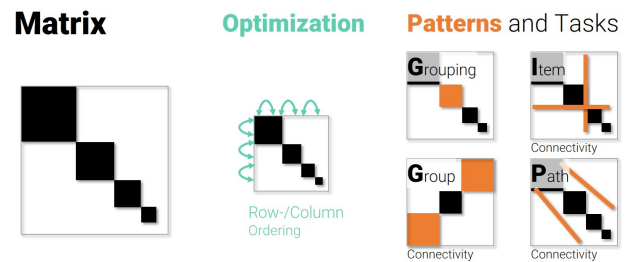 Matrix
Optimization
Patterns and Tasks
Grouping
Item
Connectivity
Row-/Column
Ordering
Group
Path
Connectivity
Connectivity